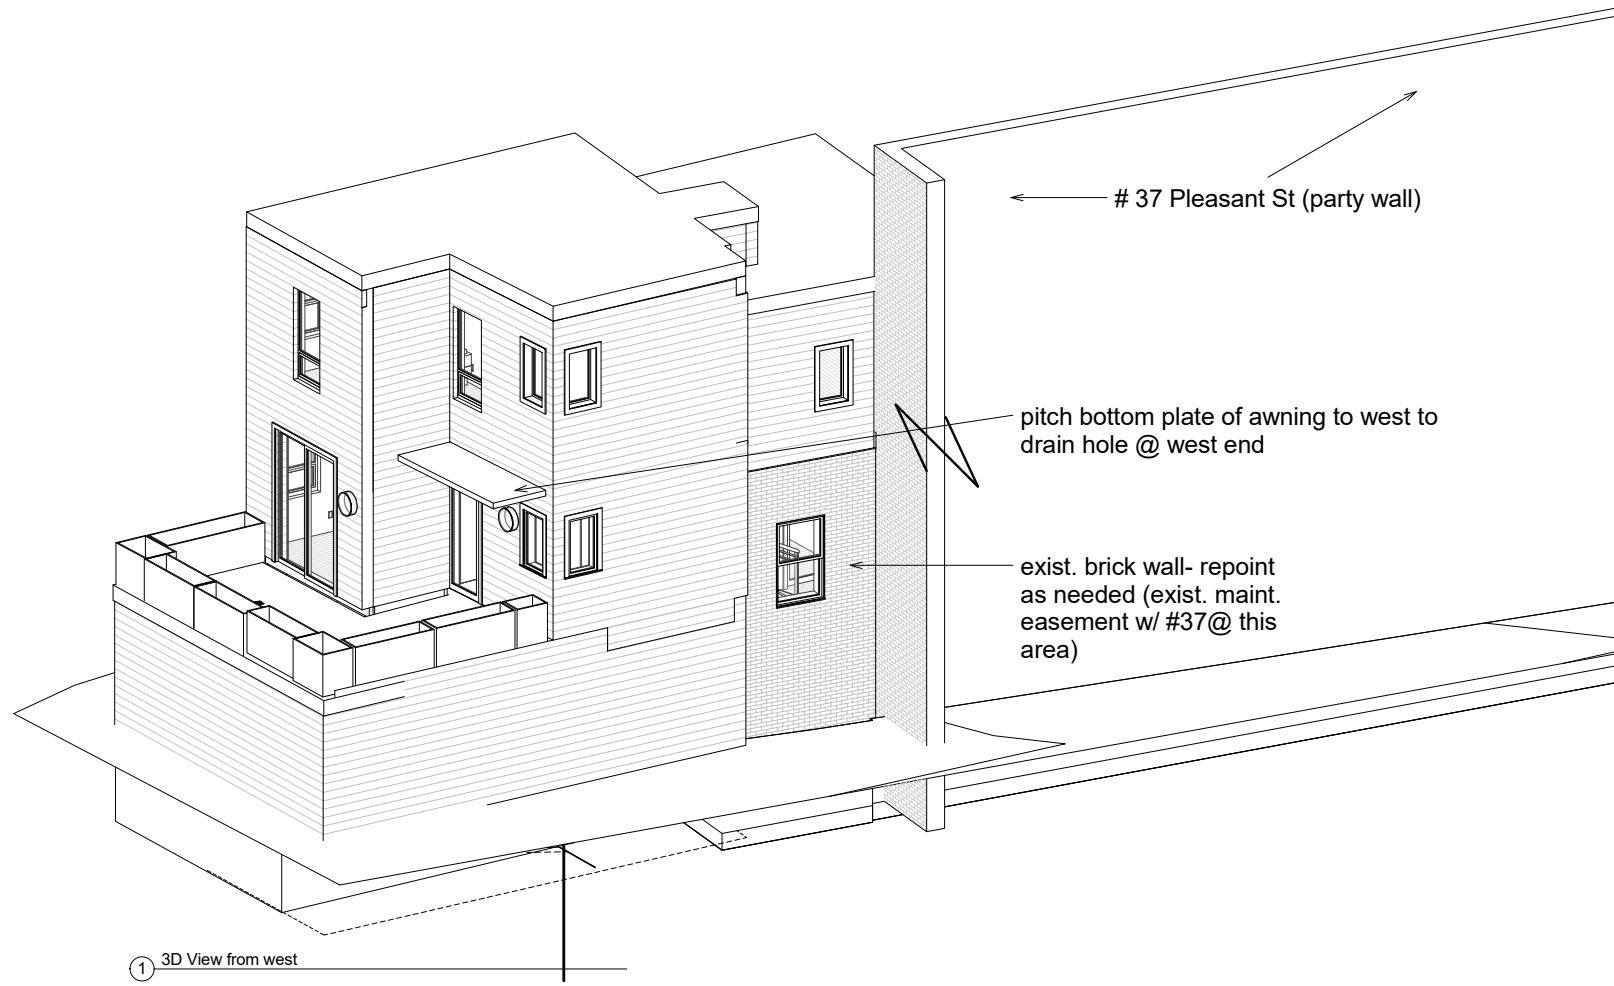 # 37 Pleasant St (party wall)
pitch bottom plate of awning to west to
drain hole @ west end
exist. brick wall- repoint
as needed (exist. maint.
easement w/ #37@ this
area)
1
3D View from west